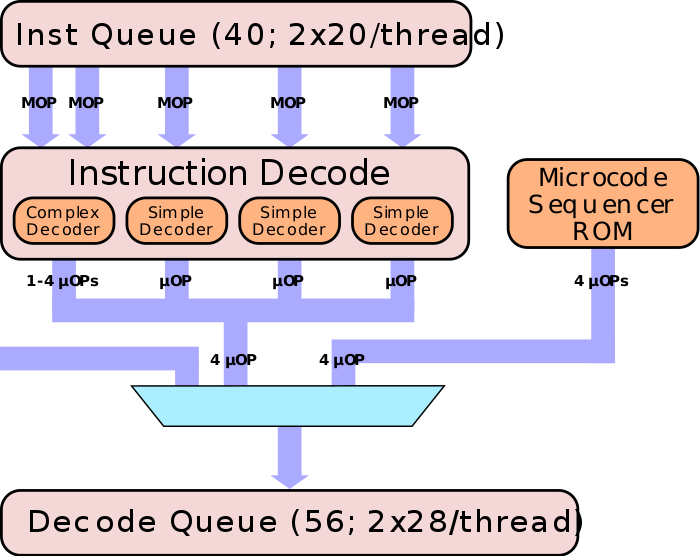 Inst Queue (40; 2x20/thread)
MOP MOP MOP MOP MOP
Instruction Decode
Complex Decoder
Simple Decoder
Simple Decoder
Simple Decoder
Microcode
Sequencer
ROM
1-4 µOPs µOP µOP µOP 4 µOPs
4 µOP 4 µOP
Decode Queue (56; 2x28/thread)